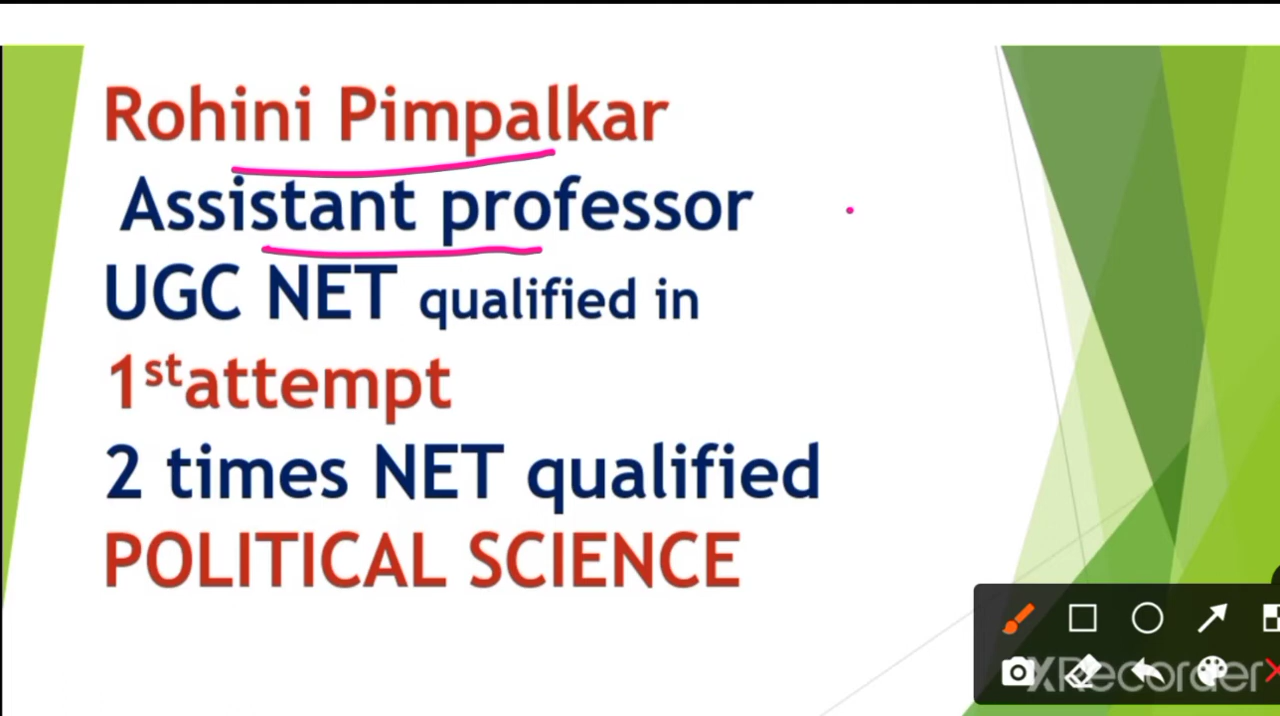 Rohini Pimpalkar
Assistant professor
UGC NET qualified in
1st attempt
2 times NET qualified
POLITICAL SCIENCE
XRecorder